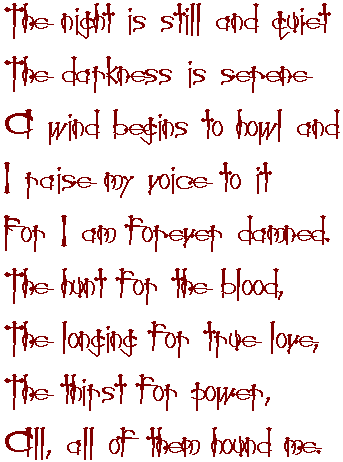 The night is still and quiet
The darkness is serene
A wind begins to howl and
I raise my voice to it
For I am forever damned.
The hunt for the blood,
The longing for true love,
The thirst for power,
All, all of them hound me.